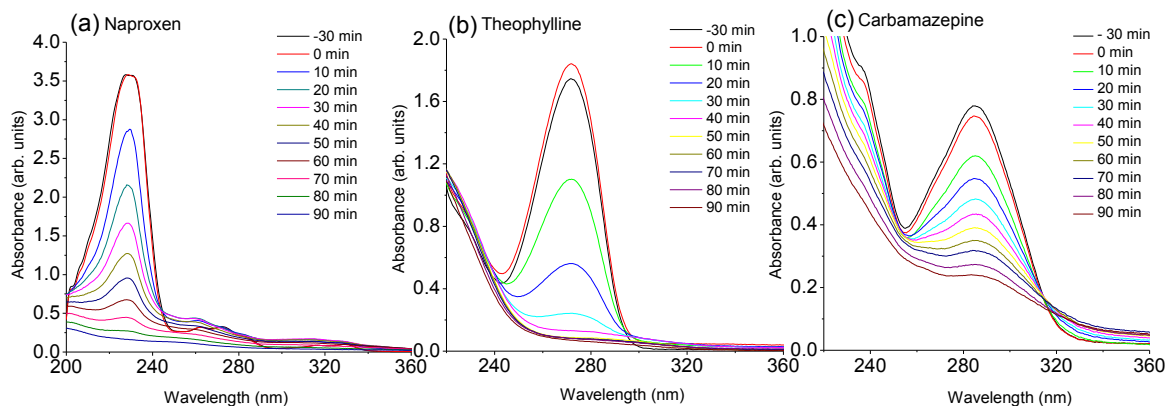 (a) Naproxen
-30 min
0 min
10 min
20 min
30 min
40 min
50 min
60 min
70 min
80 min
90 min
4.0
3.5
3.0
2.5
2.0
1.5
1.0
0.5
0.0
200
240
280
320
360
Absorbance (arb. units)
Wavelength (nm)
(b) Theophylline
-30 min
0 min
10 min
20 min
30 min
40 min
50 min
60 min
70 min
80 min
90 min
2.0
1.6
1.2
0.8
0.4
0.0
240
280
320
360
Absorbance (arb. units)
Wavelength (nm)
(c) Carbamazepine
- 30 min
0 min
10 min
20 min
30 min
40 min
50 min
60 min
70 min
80 min
90 min
1.0
0.8
0.6
0.4
0.2
0.0
240
280
320
360
Absorbance (arb. units)
Wavelength (nm)